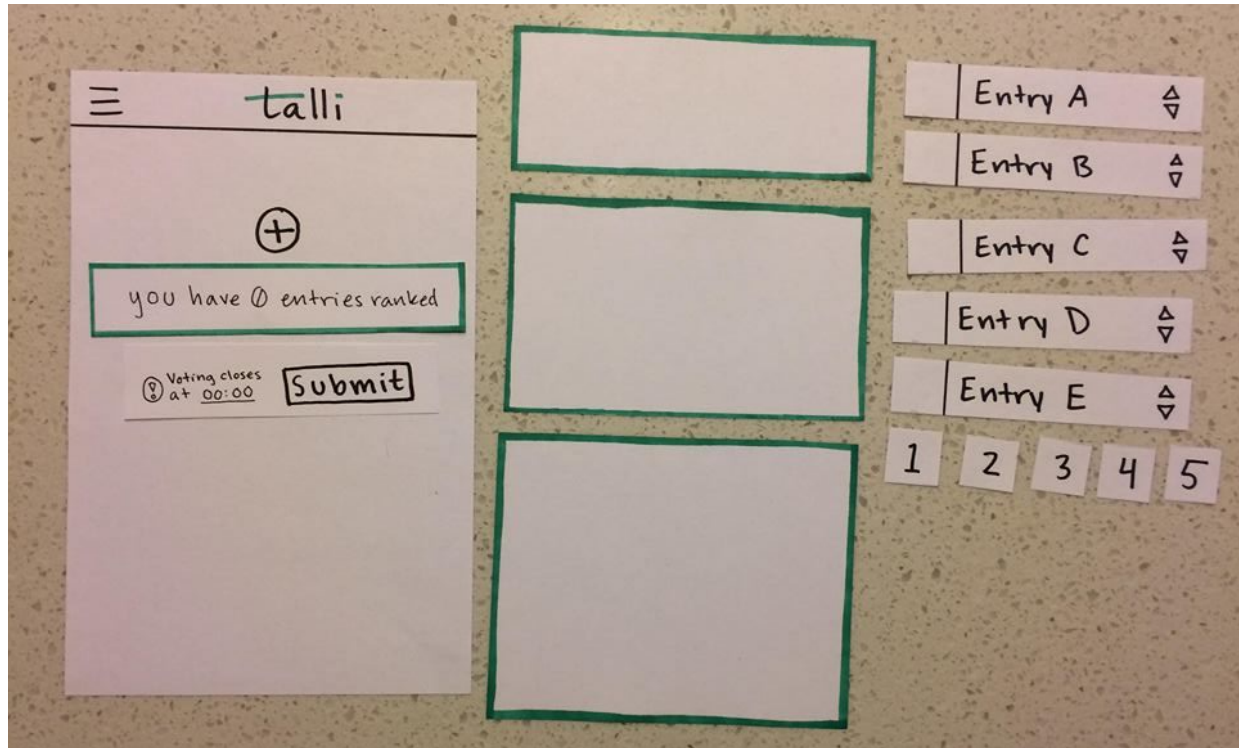 talli
you have 0 entries ranked
Voting closes
at 00:00
Submit
Entry A
Entry B
Entry C
Entry D
Entry E
1 2 3 4 5